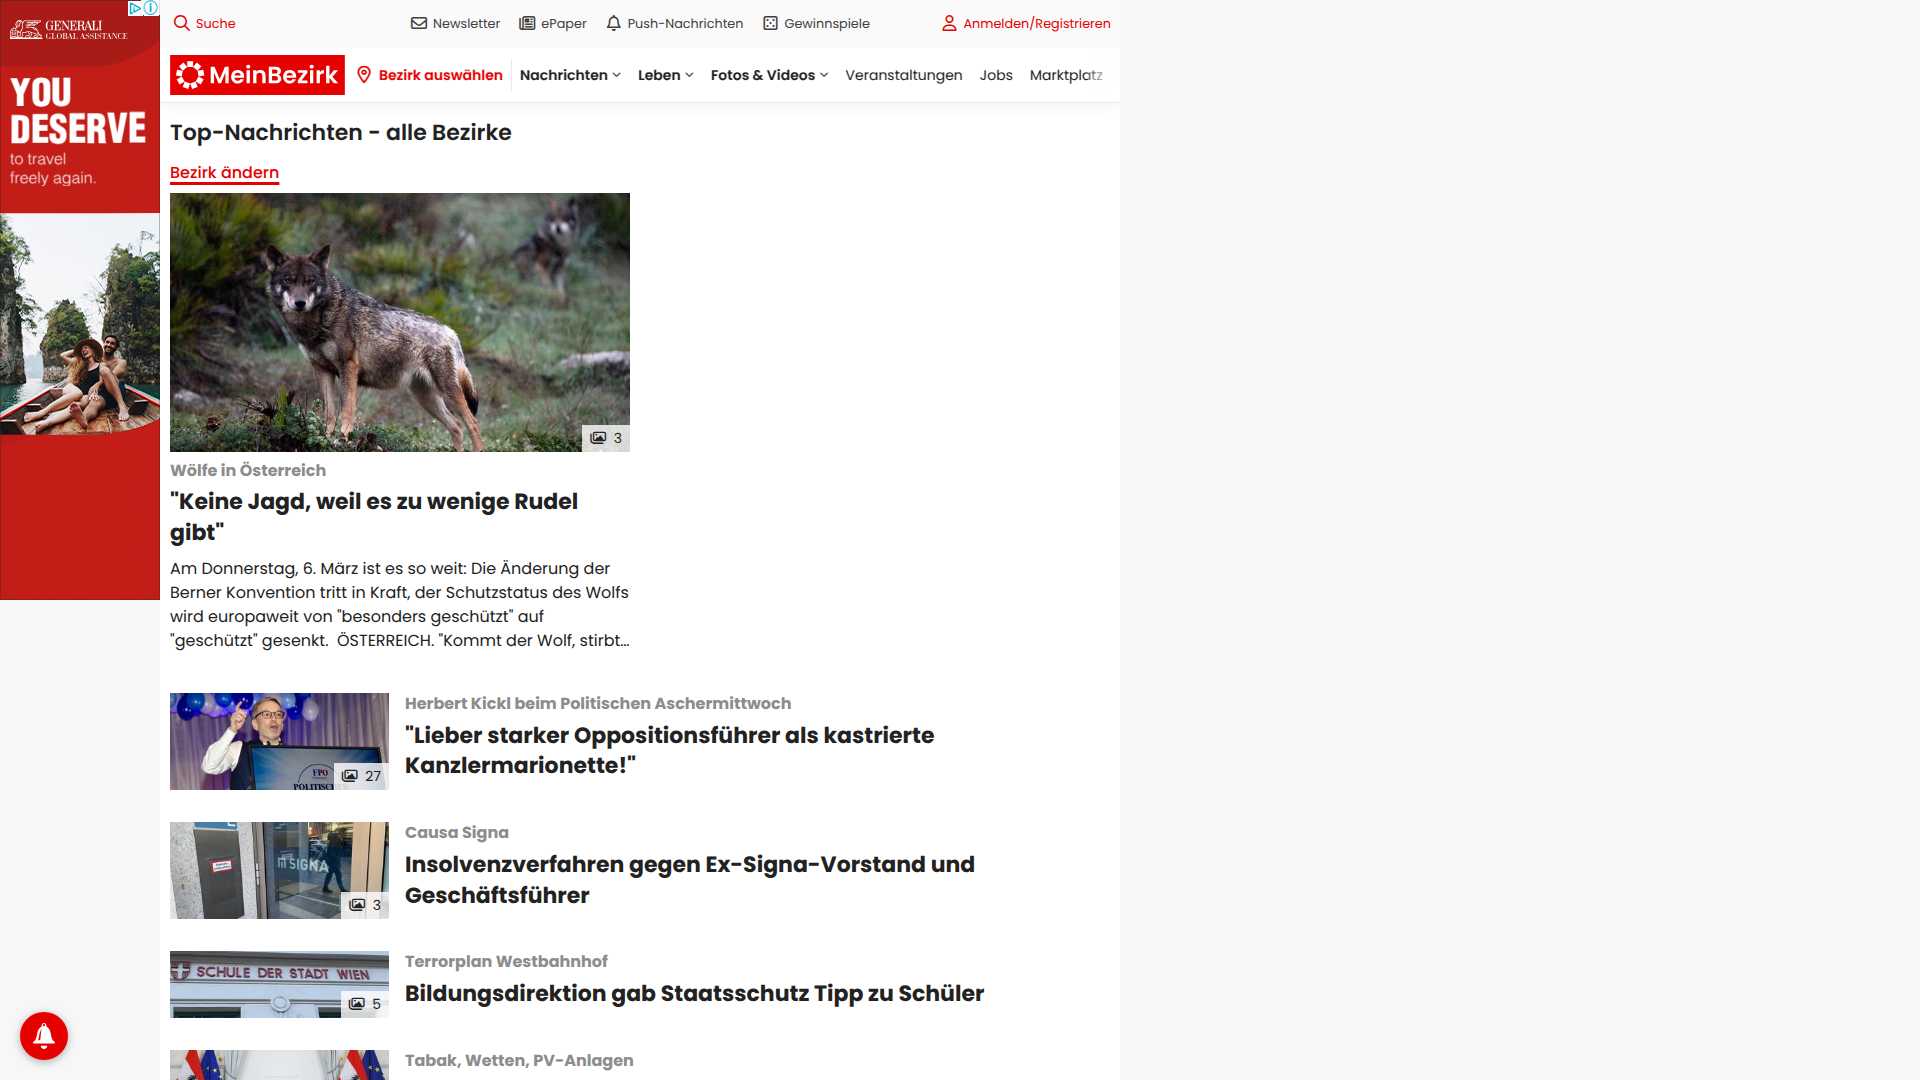 GENERALI
GLOBAL ASSISTANCE
YOU
DESERVE
to travel
freely again.
Suche
Newsletter
ePaper
Push-Nachrichten
Gewinnspiele
Anmelden/Registrieren
MeinBezirk
Bezirk auswählen
Nachrichten
Leben
Fotos & Videos
Veranstaltungen
Jobs
Marktplatz
Top-Nachrichten - alle Bezirke
Bezirk ändern
3
Wölfe in Österreich
"Keine Jagd, weil es zu wenige Rudel
gibt"
Am Donnerstag, 6. März ist es so weit: Die Änderung der
Berner Konvention tritt in Kraft, der Schutzstatus des Wolfs
wird europaweit von "besonders geschützt" auf
"geschützt" gesenkt.  ÖSTERREICH. "Kommt der Wolf, stirbt...
FPO
POLITISC
27
Herbert Kickl beim Politischen Aschermittwoch
"Lieber starker Oppositionsführer als kastrierte
Kanzlermarionette!"
SIGNA
3
Causa Signa
Insolvenzverfahren gegen Ex-Signa-Vorstand und
Geschäftsführer
SCHULE DER STADT WIEN
5
Terrorplan Westbahnhof
Bildungsdirektion gab Staatsschutz Tipp zu Schüler
Tabak, Wetten, PV-Anlagen